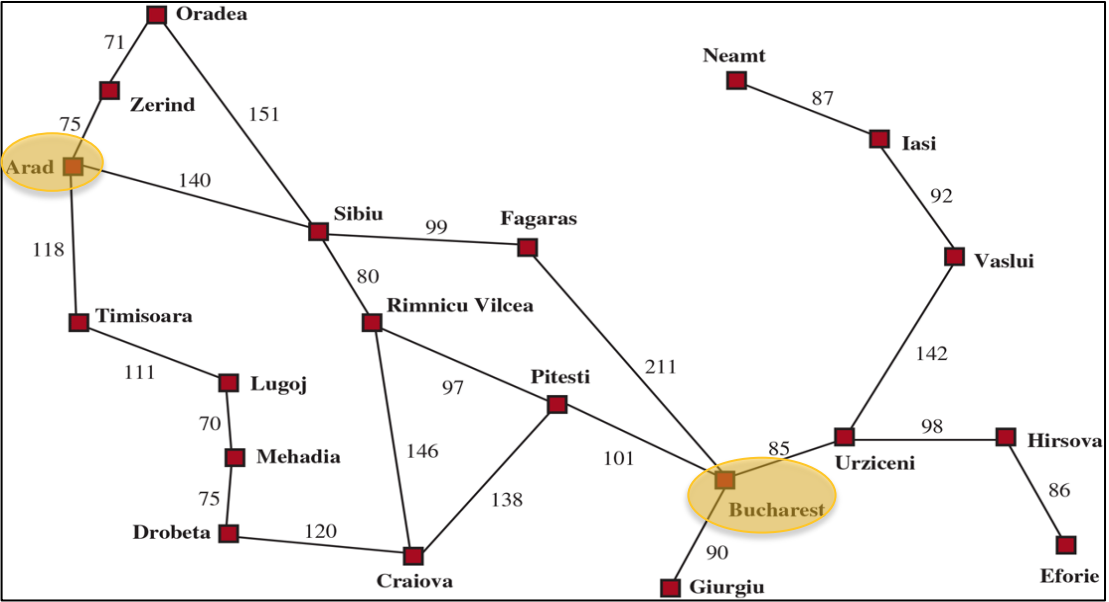 Oradea
71
Neamt
87
Zerind
151
75
Iasi
Arad
140
92
Sibiu
Fagaras
99
118
Vaslui
80
Rimnicu Vilcea
Timisoara
142
111
211
Lugoj
97
Pitesti
70
98
Hirsova
146
101
85
Mehadia
Urziceni
75
138
86
Bucharest
Drobeta
120
90
Craiova
Giurgiu
Eforie